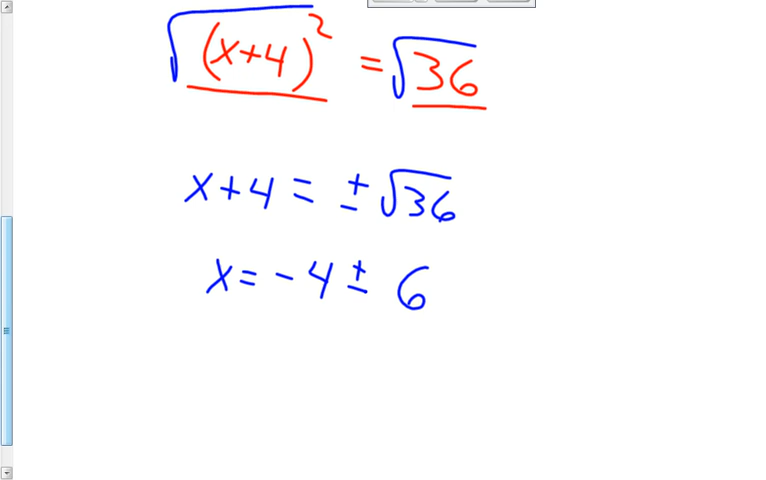 √(x+4)² = √36
x+4 = ±√36
x = -4 ± 6